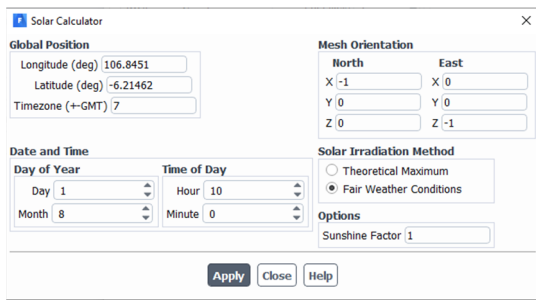 Solar Calculator
Global Position
Longitude (deg) 106.8451
Latitude (deg) -6.21462
Timezone (+-GMT) 7
Mesh Orientation
North East
X -1 X 0
Y 0 Y 0
Z 0 Z -1
Date and Time
Day of Year Time of Day
Day 1 Hour 10
Month 8 Minute 0
Solar Irradiation Method
Theoretical Maximum
Fair Weather Conditions
Options
Sunshine Factor 1
Apply Close Help